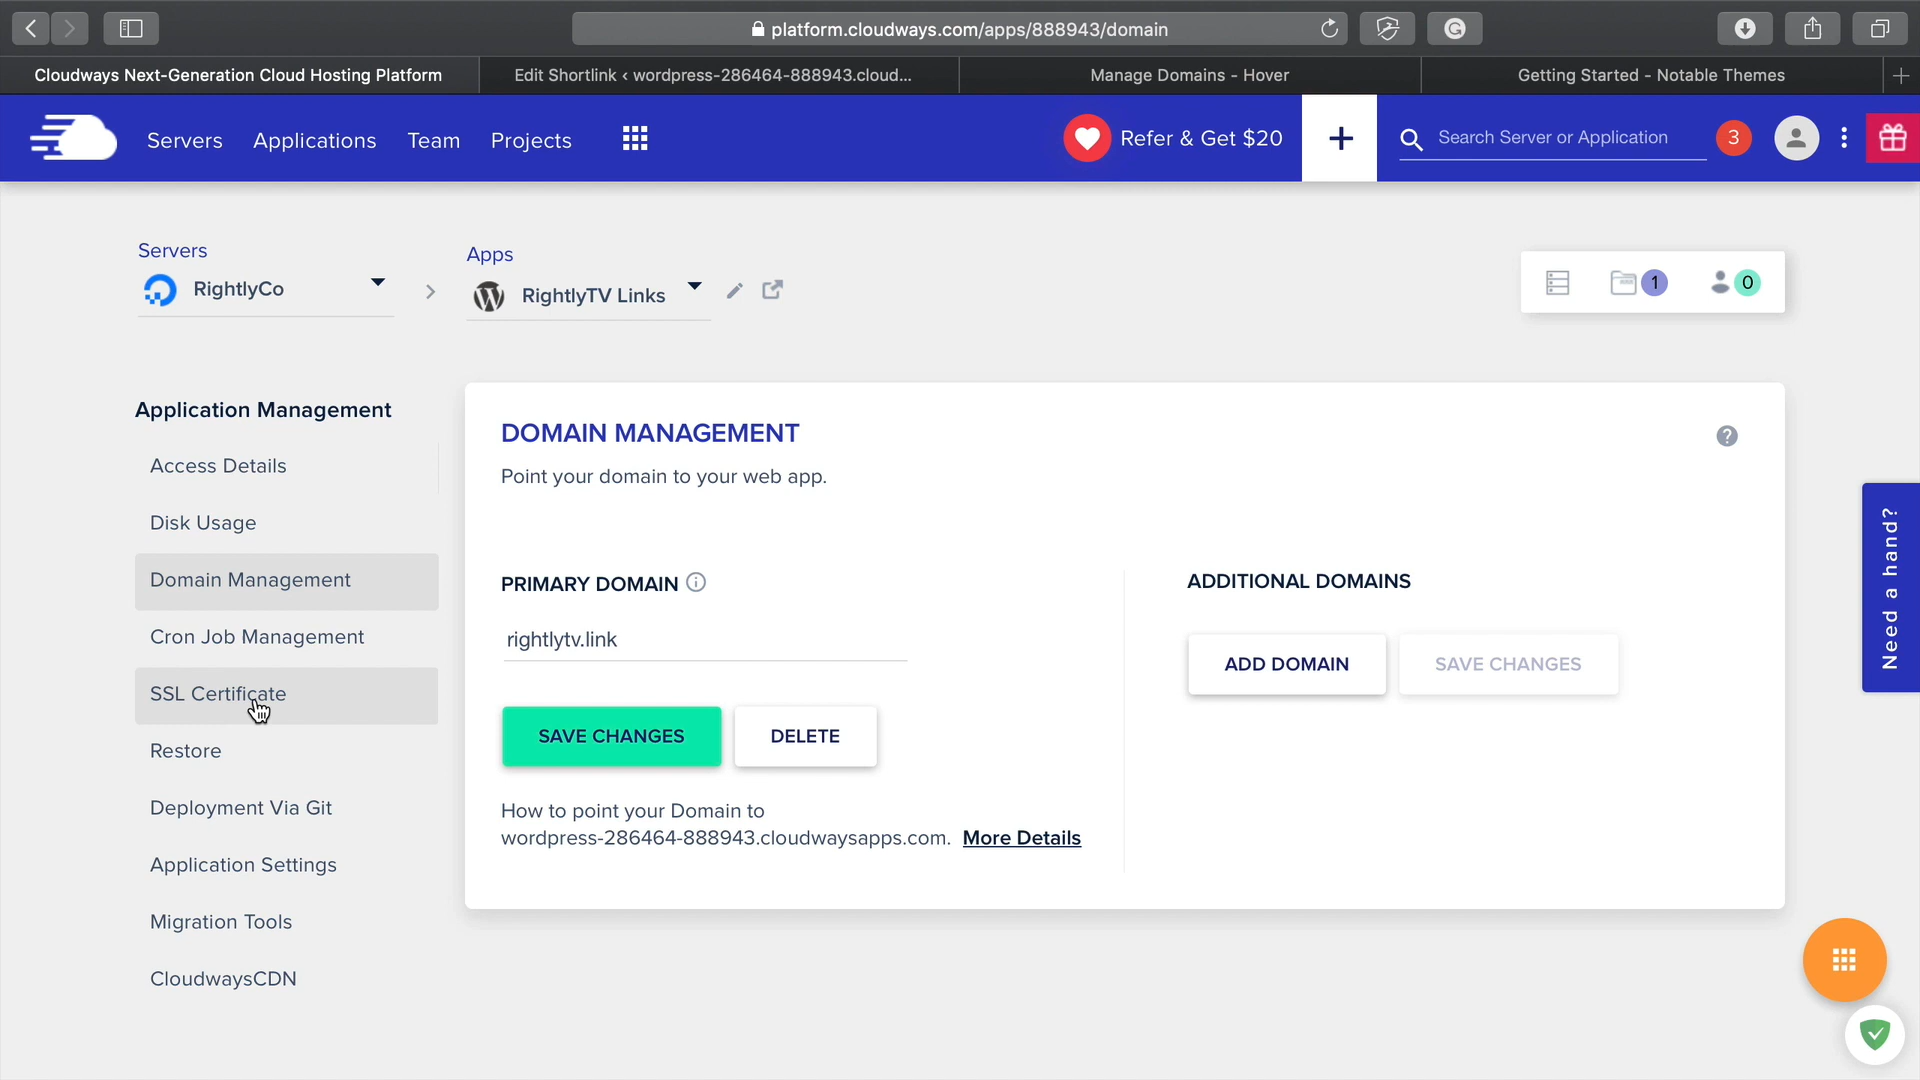 platform.cloudways.com/apps/888943/domain
Cloudways Next-Generation Cloud Hosting Platform
Edit Shortlink ‹ wordpress-286464-888943.cloud...
Manage Domains - Hover
Getting Started - Notable Themes
Servers
Applications
Team
Projects
Refer & Get $20
+
Search Server or Application
3
Servers
RightlyCo
Apps
RightlyTV Links
1
0
Application Management
Access Details
Disk Usage
Domain Management
Cron Job Management
SSL Certificate
Restore
Deployment Via Git
Application Settings
Migration Tools
CloudwaysCDN
DOMAIN MANAGEMENT
Point your domain to your web app.
PRIMARY DOMAIN
rightlytv.link
SAVE CHANGES
DELETE
How to point your Domain to
wordpress-286464-888943.cloudwaysapps.com. More Details
ADDITIONAL DOMAINS
ADD DOMAIN
SAVE CHANGES
Need a hand?